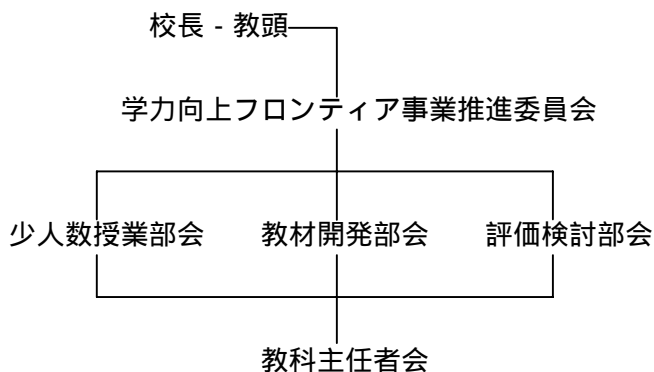 校長 - 教頭
学力向上フロンティア事業推進委員会
少人数授業部会 教材開発部会 評価検討部会
教科主任者会